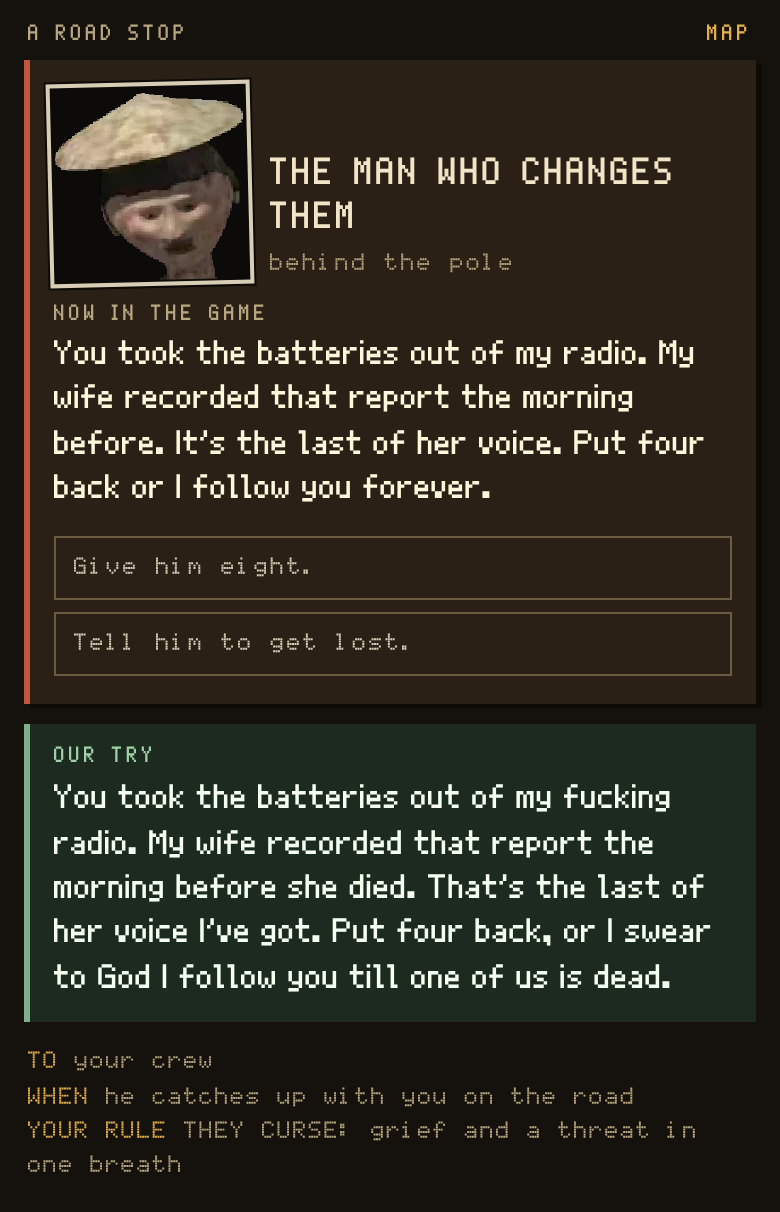 A ROAD STOP
MAP
THE MAN WHO CHANGES
THEM
behind the pole
NOW IN THE GAME
You took the batteries out of my radio. My
wife recorded that report the morning
before. It's the last of her voice. Put four
back or I follow you forever.
Give him eight.
Tell him to get lost.
OUR TRY
You took the batteries out of my fucking
radio. My wife recorded that report the
morning before she died. That's the last of
her voice I've got. Put four back, or I swear
to God I follow you till one of us is dead.
TO your crew
WHEN he catches up with you on the road
YOUR RULE THEY CURSE: grief and a threat in
one breath